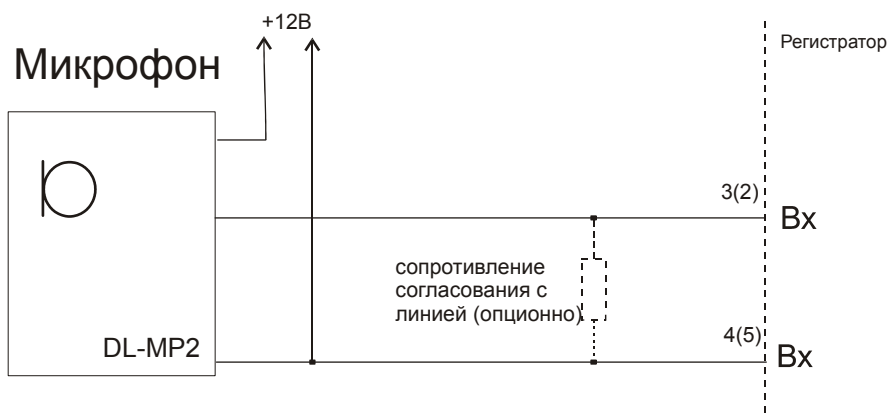 +12В
Регистратор
Микрофон
3(2)
Вх
сопротивление
согласования с
линией (опционно)
4(5)
Вх
DL-MP2